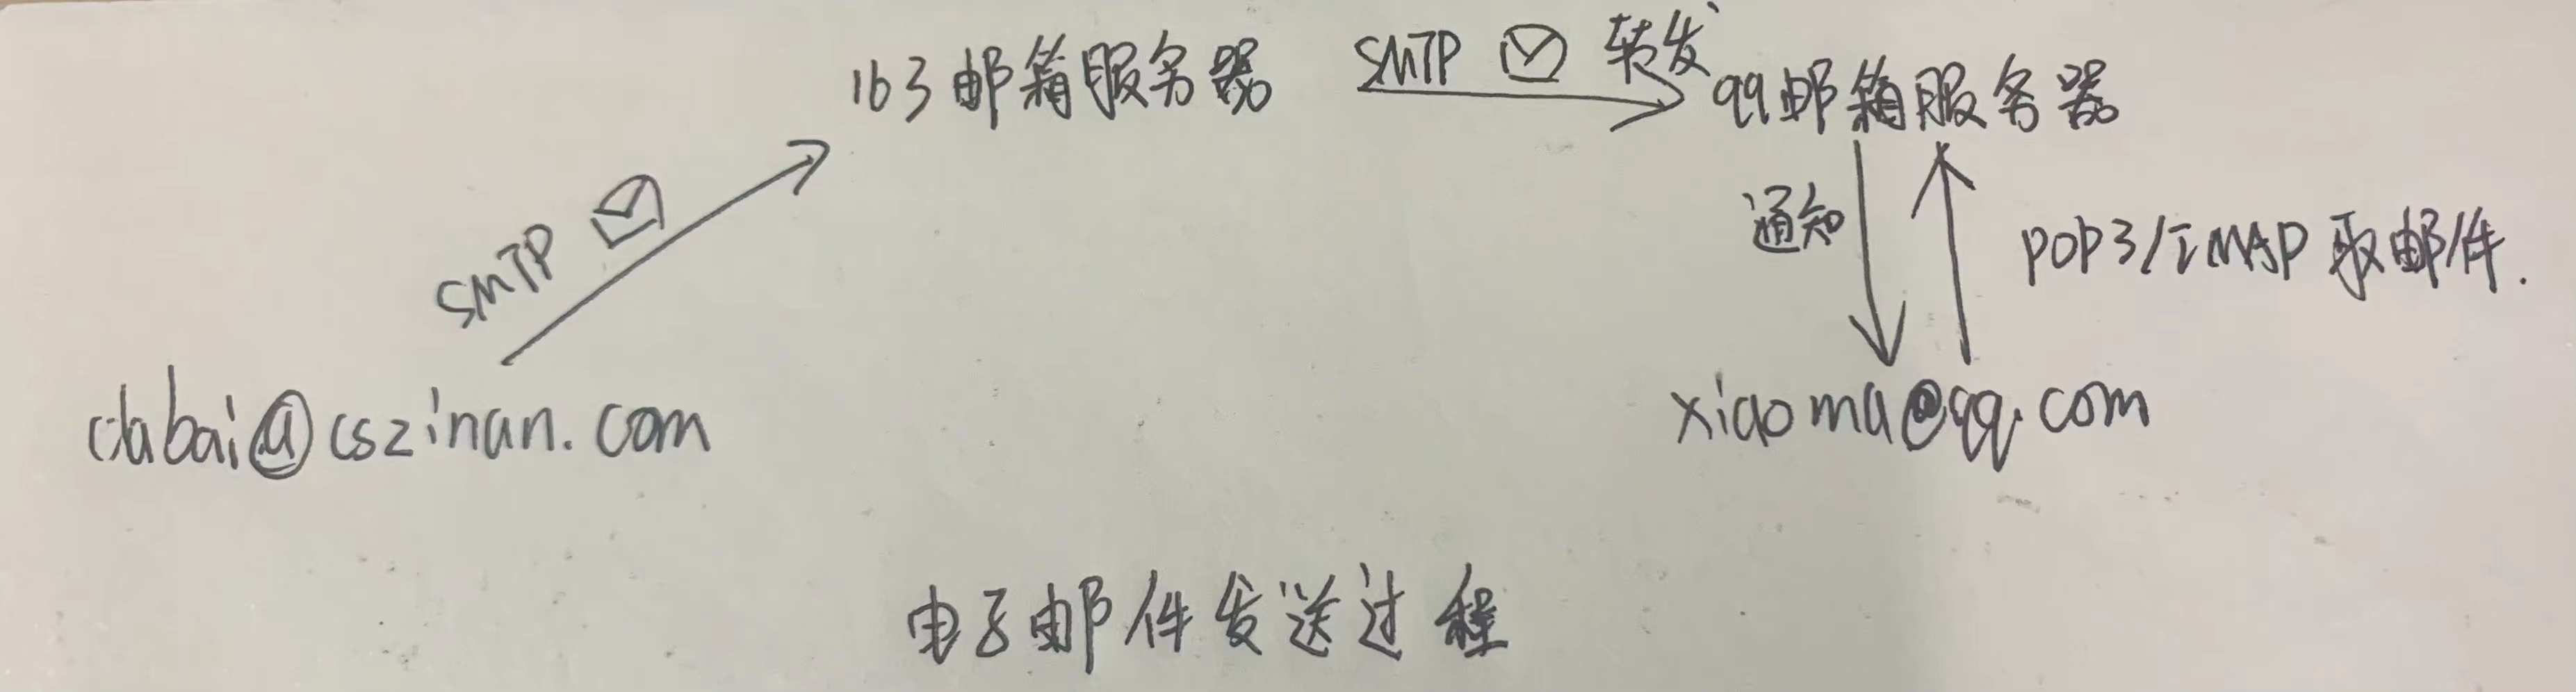 163邮箱服务器
SMTP 转发
qq邮箱服务器
SMTP
通知
POP3/IMAP 取邮件.
dabai@cszinan.com
xiaoma@qq.com
电子邮件发送过程